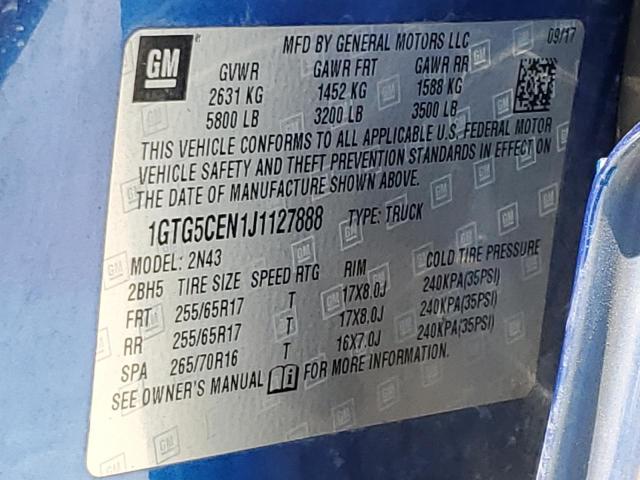 GM MFD BY GENERAL MOTORS LLC 09/17
GVWR GAWR FRT GAWR RR
2631 KG 1452 KG 1588 KG
5800 LB 3200 LB 3500 LB
THIS VEHICLE CONFORMS TO ALL APPLICABLE U.S. FEDERAL MOTOR
VEHICLE SAFETY AND THEFT PREVENTION STANDARDS IN EFFECT ON
THE DATE OF MANUFACTURE SHOWN ABOVE.
1GTG5CEN1J1127888 TYPE: TRUCK
MODEL: 2N43
2BH5 TIRE SIZE SPEED RTG RIM COLD TIRE PRESSURE
FRT 255/65R17 T 17X8.0J 240KPA(35PSI)
RR 255/65R17 T 17X8.0J 240KPA(35PSI)
SPA 265/70R16 T 16X7.0J 240KPA(35PSI)
SEE OWNER'S MANUAL FOR MORE INFORMATION.